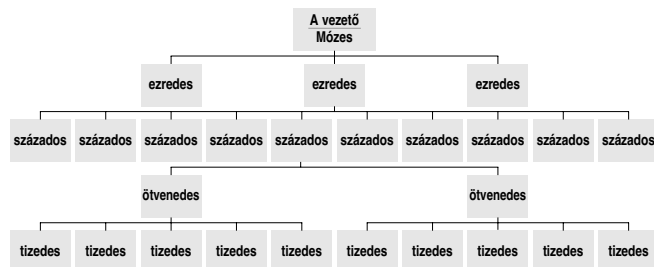 A vezető
Mózes
ezredes ezredes ezredes
százados százados százados százados százados százados százados százados százados százados
ötvenedes ötvenedes
tizedes tizedes tizedes tizedes tizedes tizedes tizedes tizedes tizedes tizedes